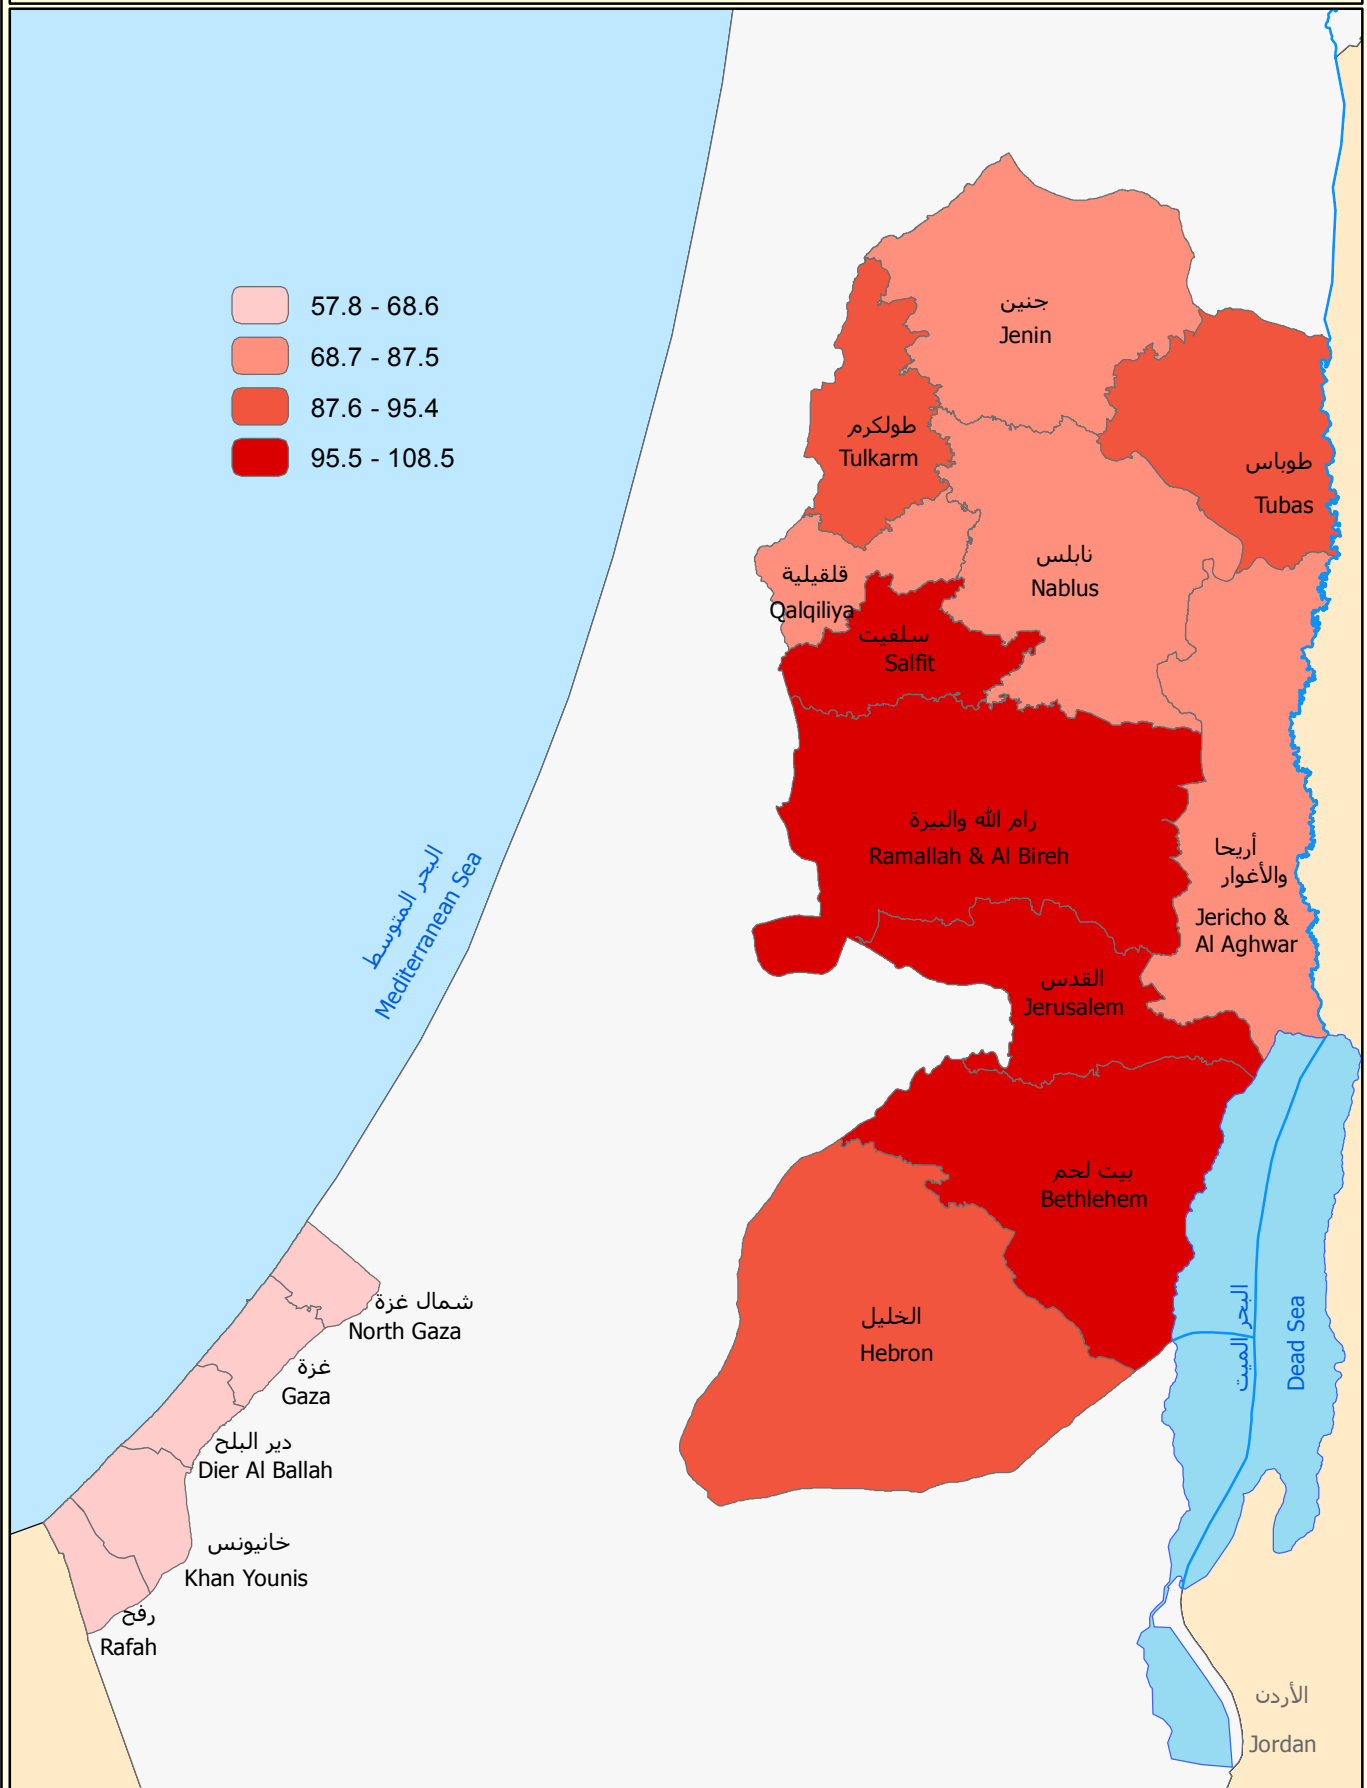 57.8 - 68.6
68.7 - 87.5
87.6 - 95.4
95.5 - 108.5
جنين
Jenin
طولكرم
Tulkarm
طوباس
Tubas
قلقيلية
Qalqiliya
نابلس
Nablus
سلفيت
Salfit
رام الله والبيرة
Ramallah & Al Bireh
أريحا
والأغوار
Jericho &
Al Aghwar
البحر المتوسط
Mediterranean Sea
القدس
Jerusalem
بيت لحم
Bethlehem
الخليل
Hebron
البحر الميت
Dead Sea
شمال غزة
North Gaza
غزة
Gaza
دير البلح
Dier Al Ballah
خانيونس
Khan Younis
رفح
Rafah
الأردن
Jordan